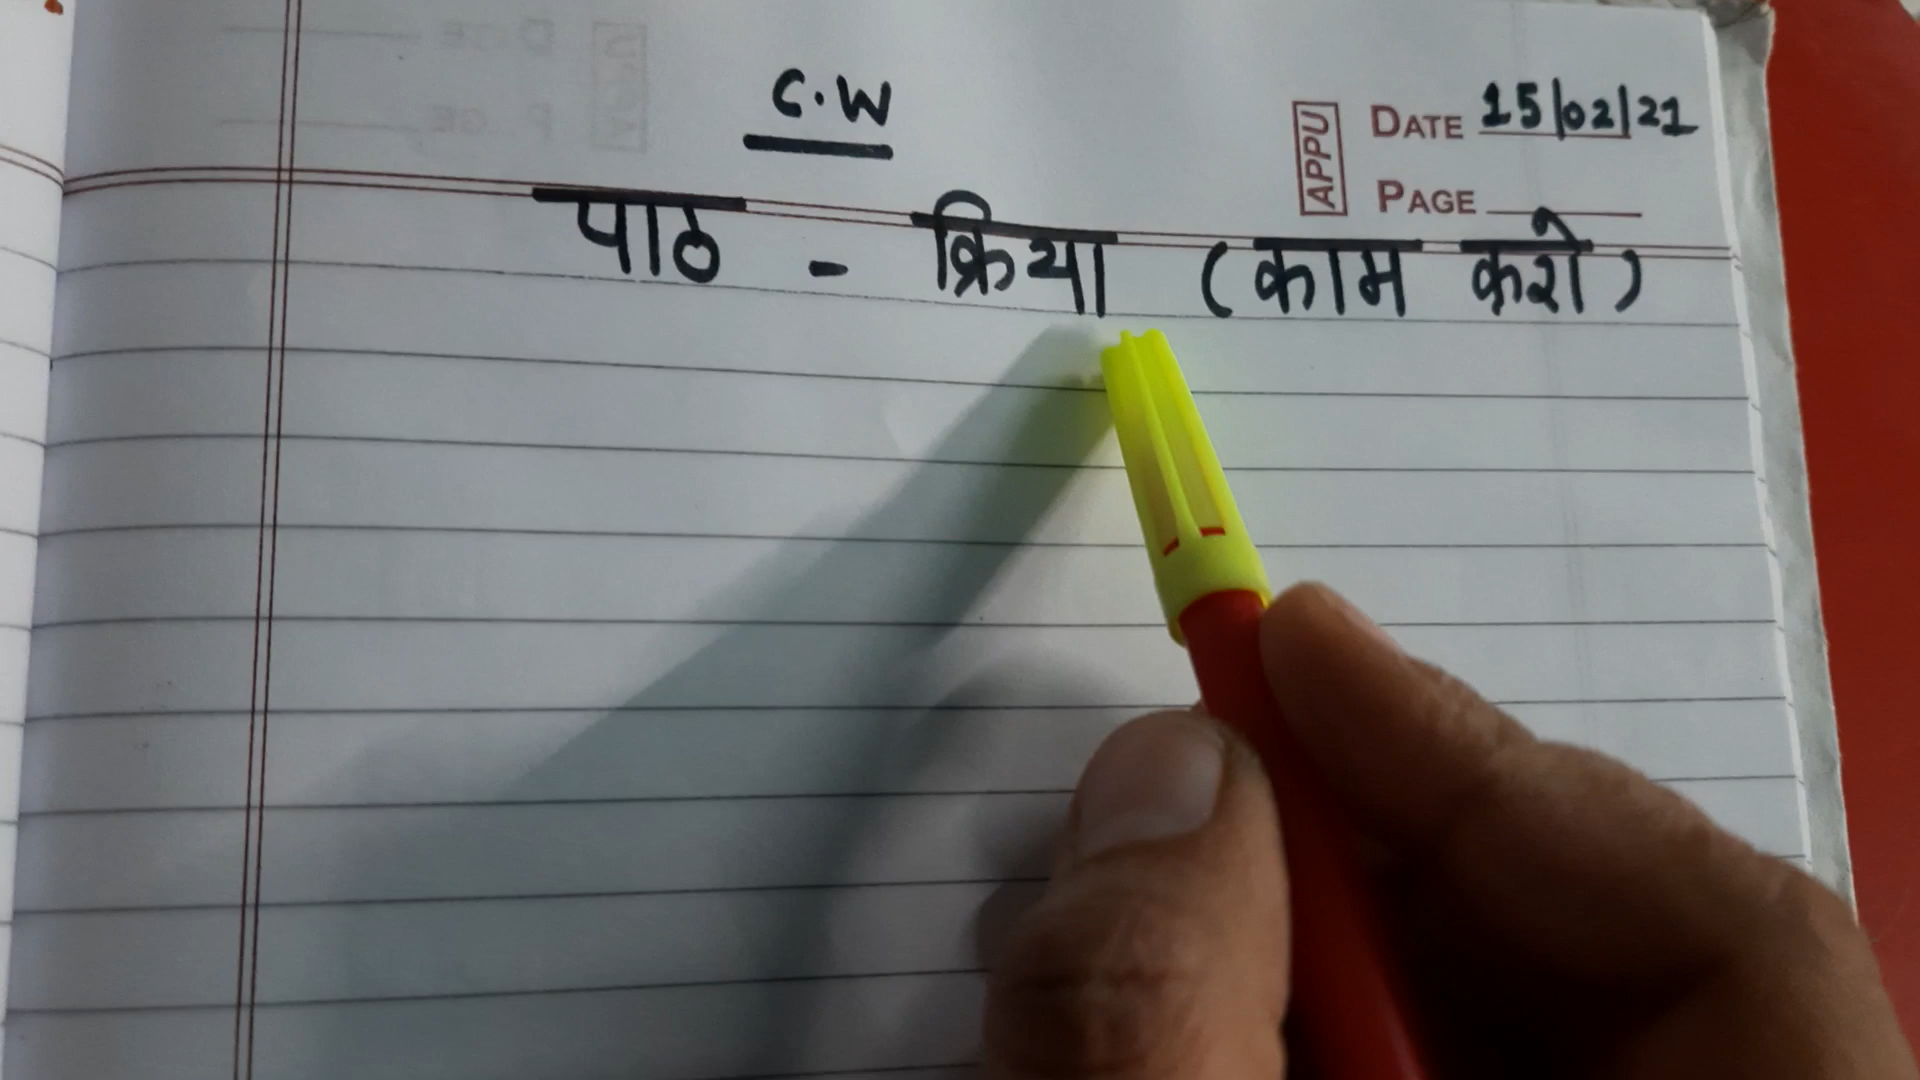 C.W
APPU
DATE 15/02/21
PAGE
पाठ - क्रिया (काम करो)